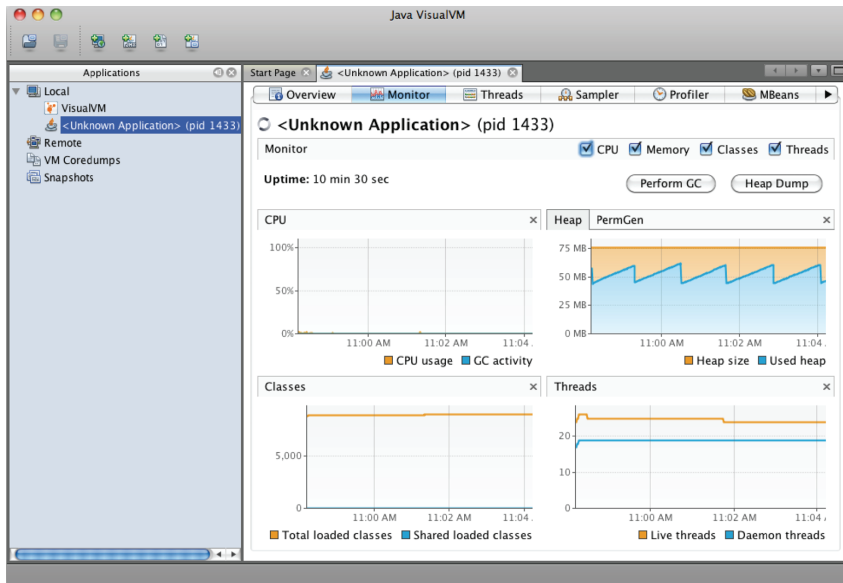 Java VisualVM
Applications
Start Page
<Unknown Application> (pid 1433)
Local
VisualVM
<Unknown Application> (pid 1433)
Remote
VM Coredumps
Snapshots
Overview Monitor Threads Sampler Profiler MBeans
<Unknown Application> (pid 1433)
Monitor CPU Memory Classes Threads
Uptime: 10 min 30 sec Perform GC Heap Dump
CPU
100%
50%
0%
11:00 AM 11:02 AM 11:04
CPU usage GC activity
Heap PermGen
75 MB
50 MB
25 MB
0 MB
11:00 AM 11:02 AM 11:04
Heap size Used heap
Classes
5,000
0
11:00 AM 11:02 AM 11:04
Total loaded classes Shared loaded classes
Threads
20
10
0
11:00 AM 11:02 AM 11:04
Live threads Daemon threads